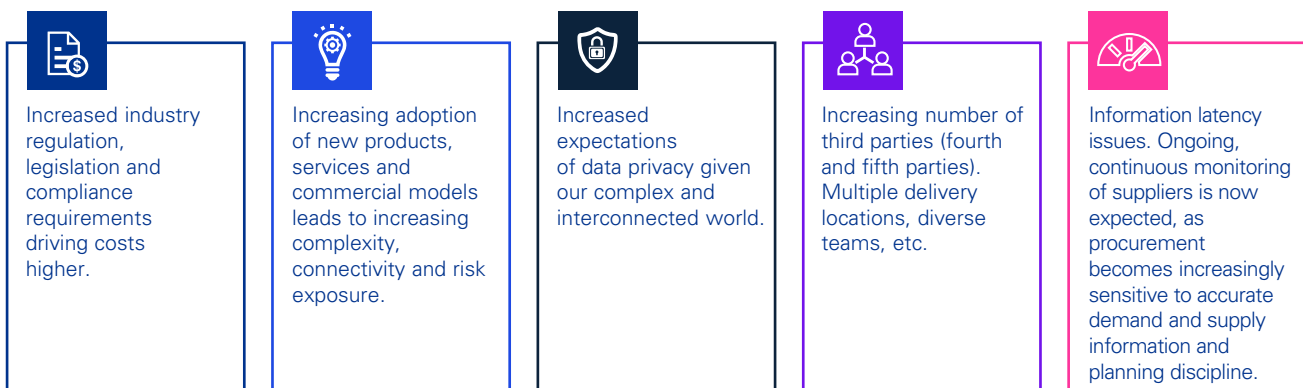 Increased industry
regulation,
legislation and
compliance
requirements
driving costs
higher.
Increasing adoption
of new products,
services and
commercial models
leads to increasing
complexity,
connectivity and risk
exposure.
Increased
expectations
of data privacy given
our complex and
interconnected world.
Increasing number of
third parties (fourth
and fifth parties).
Multiple delivery
locations, diverse
teams, etc.
Information latency
issues. Ongoing,
continuous monitoring
of suppliers is now
expected, as
procurement
becomes increasingly
sensitive to accurate
demand and supply
information and
planning discipline.